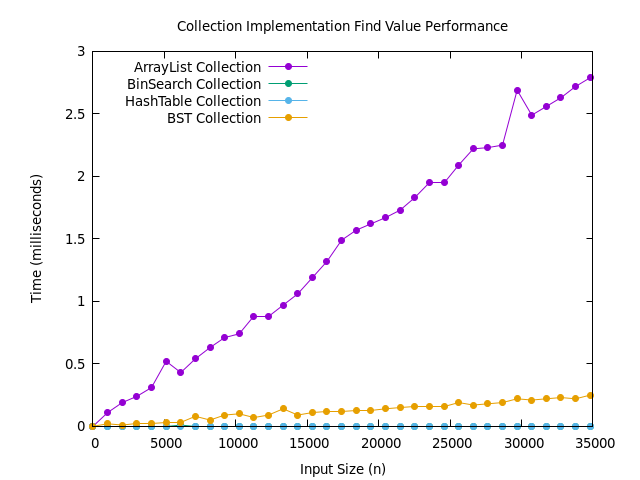 Collection Implementation Find Value Performance
3
2.5
2
1.5
1
0.5
0
Time (milliseconds)
ArrayList Collection
BinSearch Collection
HashTable Collection
BST Collection
0 5000 10000 15000 20000 25000 30000 35000
Input Size (n)